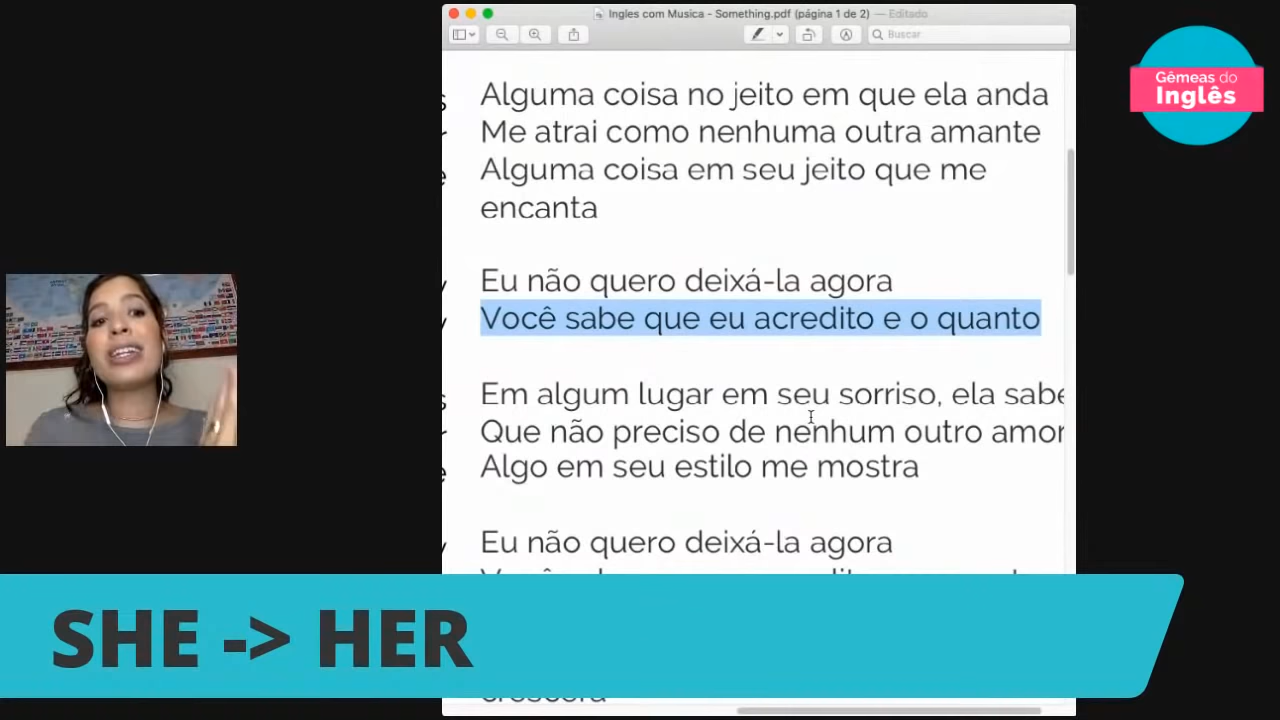 Ingles com Musica - Something.pdf (página 1 de 2) — Editado
Buscar
Gêmeas do
Inglês
Alguma coisa no jeito em que ela anda
Me atrai como nenhuma outra amante
Alguma coisa em seu jeito que me
encanta
Eu não quero deixá-la agora
Você sabe que eu acredito e o quanto
Em algum lugar em seu sorriso, ela sabe
Que não preciso de nenhum outro amor
Algo em seu estilo me mostra
Eu não quero deixá-la agora
SHE -> HER